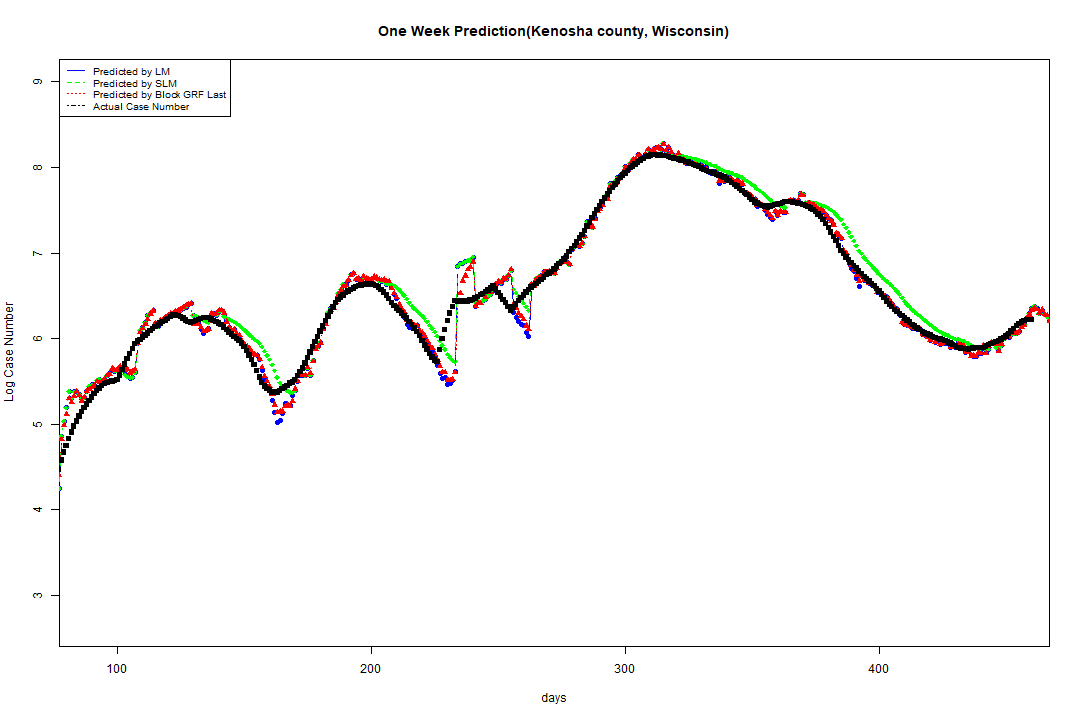 One Week Prediction(Kenosha county, Wisconsin)
Predicted by LM
Predicted by SLM
Predicted by Block GRF Last
Actual Case Number
9
8
7
6
5
4
3
Log Case Number
100 200 300 400
days